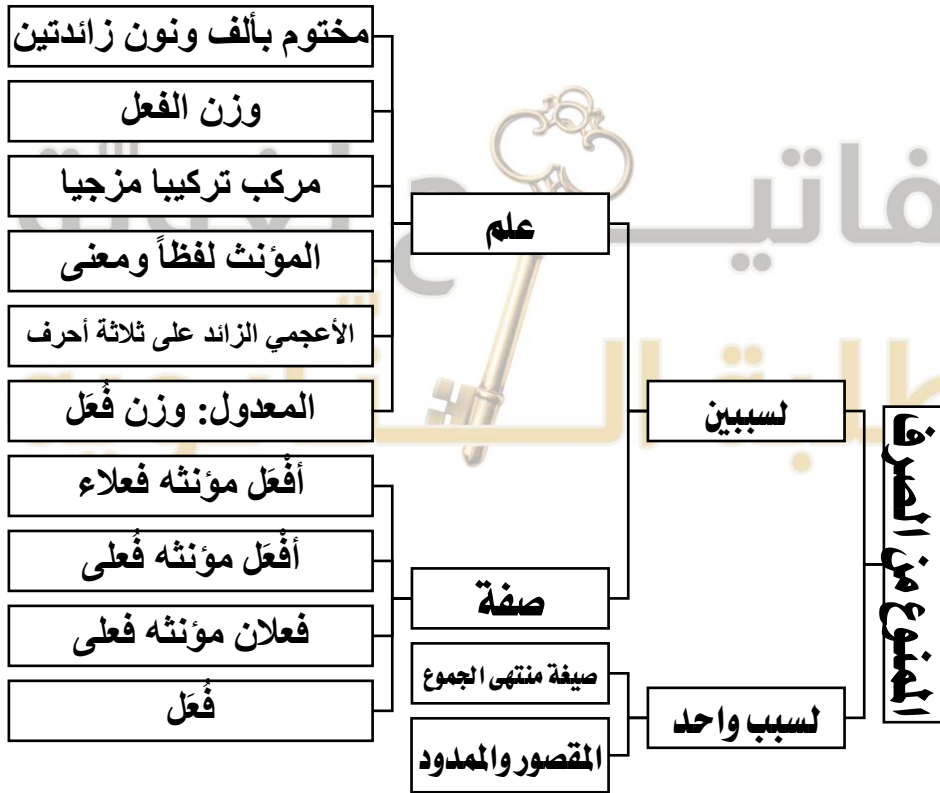 الممنوع من الصرف
لسببين
علم
مختوم بألف ونون زائدتين
وزن الفعل
مركب تركيبا مزجيا
المؤنث لفظاً ومعنى
الأعجمي الزائد على ثلاثة أحرف
المعدول: وزن فُعَل
صفة
أفْعَل مؤنثه فعلاء
أفْعَل مؤنثه فُعلى
فعلان مؤنثه فعلى
فُعَل
لسبب واحد
صيغة منتهى الجموع
المقصور والممدود